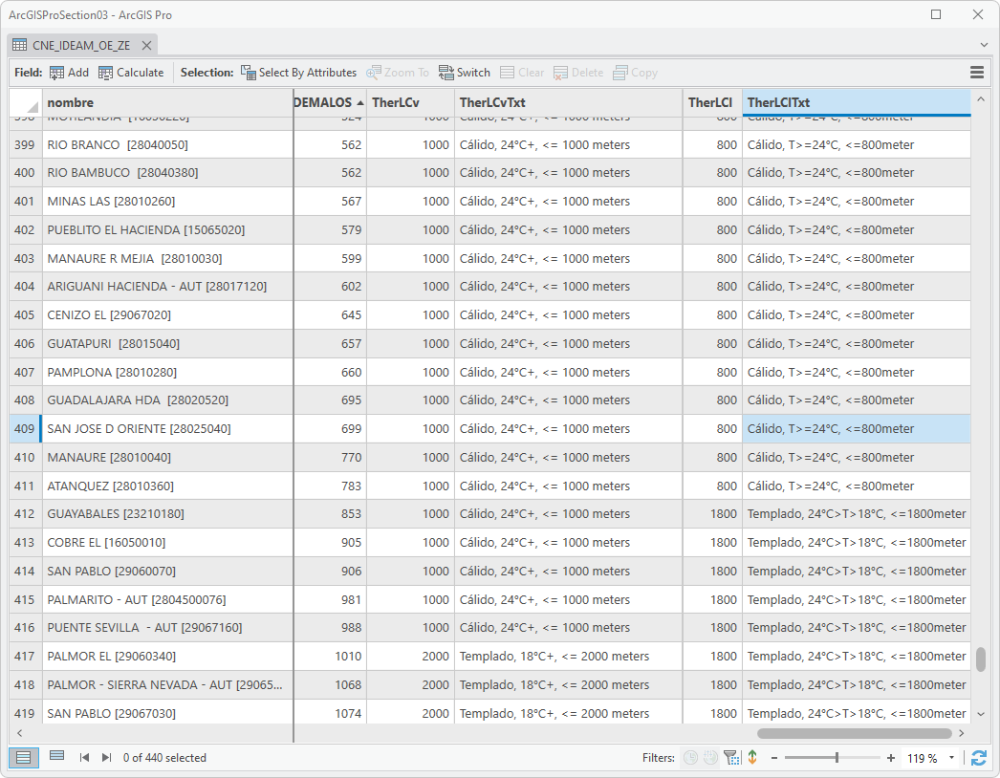 ArcGISProSection03 - ArcGIS Pro
CNE_IDEAM_OE_ZE
Field: Add Calculate Selection: Select By Attributes Zoom To Switch Clear Delete Copy
nombre DEMALOS TherLCv TherLCvTxt TherLCl TherLClTxt
399 RIO BRANCO [28040050] 562 1000 Cálido, 24°C+, <= 1000 meters 800 Cálido, T>=24°C, <=800meter
400 RIO BAMBUCO [28040380] 562 1000 Cálido, 24°C+, <= 1000 meters 800 Cálido, T>=24°C, <=800meter
401 MINAS LAS [28010260] 567 1000 Cálido, 24°C+, <= 1000 meters 800 Cálido, T>=24°C, <=800meter
402 PUEBLITO EL HACIENDA [15065020] 579 1000 Cálido, 24°C+, <= 1000 meters 800 Cálido, T>=24°C, <=800meter
403 MANAURE R MEJIA [28010030] 599 1000 Cálido, 24°C+, <= 1000 meters 800 Cálido, T>=24°C, <=800meter
404 ARIGUANI HACIENDA - AUT [28017120] 602 1000 Cálido, 24°C+, <= 1000 meters 800 Cálido, T>=24°C, <=800meter
405 CENIZO EL [29067020] 645 1000 Cálido, 24°C+, <= 1000 meters 800 Cálido, T>=24°C, <=800meter
406 GUATAPURI [28015040] 657 1000 Cálido, 24°C+, <= 1000 meters 800 Cálido, T>=24°C, <=800meter
407 PAMPLONA [28010280] 660 1000 Cálido, 24°C+, <= 1000 meters 800 Cálido, T>=24°C, <=800meter
408 GUADALAJARA HDA [28020520] 695 1000 Cálido, 24°C+, <= 1000 meters 800 Cálido, T>=24°C, <=800meter
409 SAN JOSE D ORIENTE [28025040] 699 1000 Cálido, 24°C+, <= 1000 meters 800 Cálido, T>=24°C, <=800meter
410 MANAURE [28010040] 770 1000 Cálido, 24°C+, <= 1000 meters 800 Cálido, T>=24°C, <=800meter
411 ATANQUEZ [28010360] 783 1000 Cálido, 24°C+, <= 1000 meters 800 Cálido, T>=24°C, <=800meter
412 GUAYABALES [23210180] 853 1000 Cálido, 24°C+, <= 1000 meters 1800 Templado, 24°C>T>18°C, <=1800meter
413 COBRE EL [16050010] 905 1000 Cálido, 24°C+, <= 1000 meters 1800 Templado, 24°C>T>18°C, <=1800meter
414 SAN PABLO [29060070] 906 1000 Cálido, 24°C+, <= 1000 meters 1800 Templado, 24°C>T>18°C, <=1800meter
415 PALMARITO - AUT [2804500076] 981 1000 Cálido, 24°C+, <= 1000 meters 1800 Templado, 24°C>T>18°C, <=1800meter
416 PUENTE SEVILLA - AUT [29067160] 988 1000 Cálido, 24°C+, <= 1000 meters 1800 Templado, 24°C>T>18°C, <=1800meter
417 PALMOR EL [29060340] 1010 2000 Templado, 18°C+, <= 2000 meters 1800 Templado, 24°C>T>18°C, <=1800meter
418 PALMOR - SIERRA NEVADA - AUT [29065... 1068 2000 Templado, 18°C+, <= 2000 meters 1800 Templado, 24°C>T>18°C, <=1800meter
419 SAN PABLO [29067030] 1074 2000 Templado, 18°C+, <= 2000 meters 1800 Templado, 24°C>T>18°C, <=1800meter
0 of 440 selected Filters: 119 %